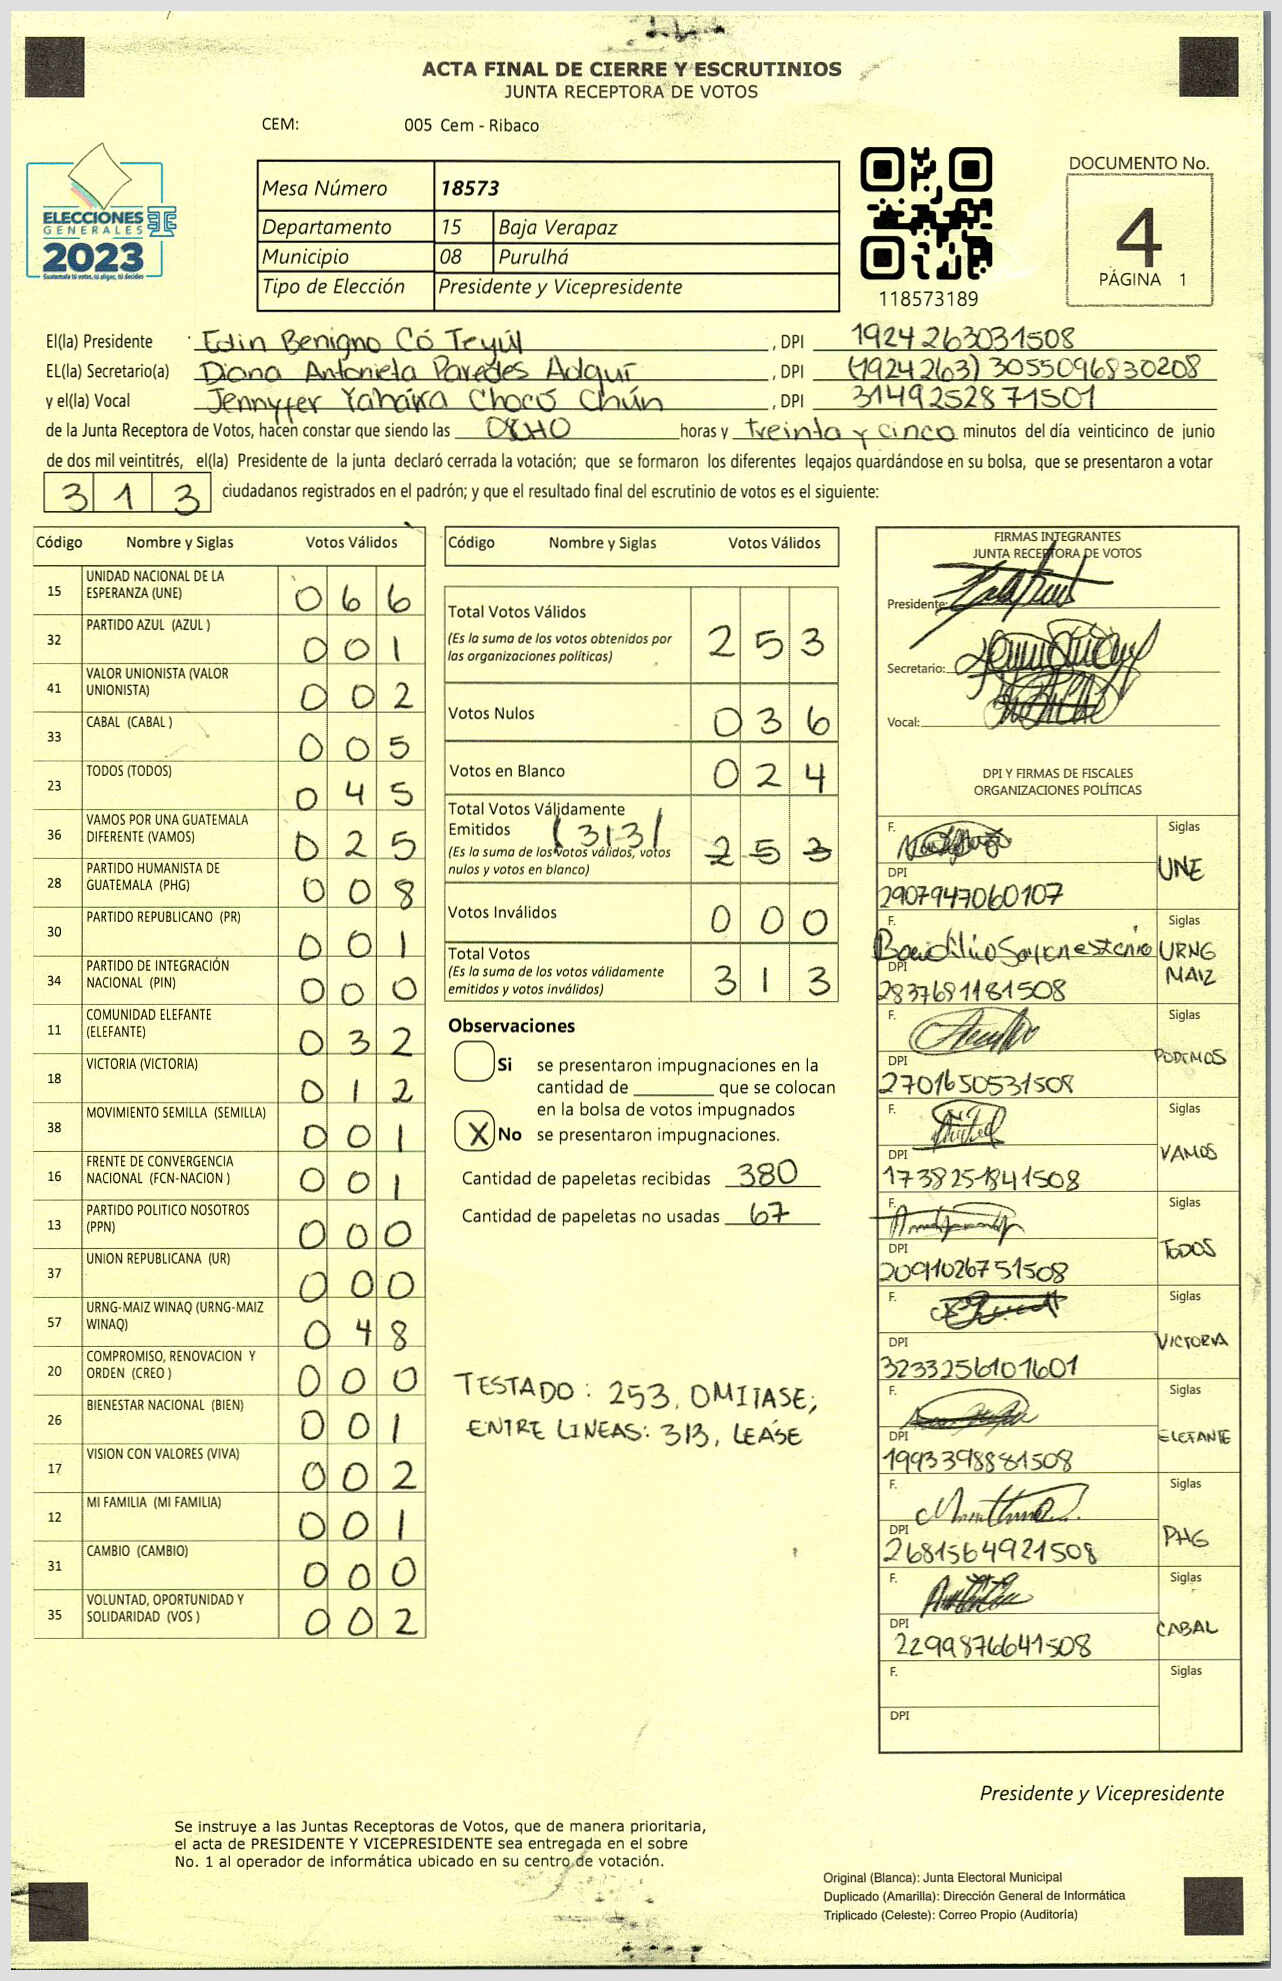 ACTA FINAL DE CIERRE Y ESCRUTINIOS
JUNTA RECEPTORA DE VOTOS
CEM: 005 Cem - Ribaco
ELECCIONES
GENERALES
2023
Guatemala tú votas, tú eliges, tú decides
Mesa Número 18573
Departamento 15 Baja Verapaz
Municipio 08 Purulhá
Tipo de Elección Presidente y Vicepresidente
118573189
DOCUMENTO No.
4
PÁGINA 1
El(la) Presidente Edin Benigno Có Teyúl , DPI 1924263031508
EL(la) Secretario(a) Diana Antonieta Paredes Adquí , DPI (1924263) 3055096830208
y el(la) Vocal Jennyfer Yahaira Chocó Chún , DPI 3149252871501
de la Junta Receptora de Votos, hacen constar que siendo las OCHO horas y treinta y cinco minutos del día veinticinco de junio
de dos mil veintitrés, el(la) Presidente de la junta declaró cerrada la votación; que se formaron los diferentes legajos guardándose en su bolsa, que se presentaron a votar
3 1 3 ciudadanos registrados en el padrón; y que el resultado final del escrutinio de votos es el siguiente:
Código Nombre y Siglas Votos Válidos
15 UNIDAD NACIONAL DE LA ESPERANZA (UNE) 0 6 6
32 PARTIDO AZUL (AZUL ) 0 0 1
41 VALOR UNIONISTA (VALOR UNIONISTA) 0 0 2
33 CABAL (CABAL ) 0 0 5
23 TODOS (TODOS) 0 4 5
36 VAMOS POR UNA GUATEMALA DIFERENTE (VAMOS) 0 2 5
28 PARTIDO HUMANISTA DE GUATEMALA (PHG) 0 0 8
30 PARTIDO REPUBLICANO (PR) 0 0 1
34 PARTIDO DE INTEGRACIÓN NACIONAL (PIN) 0 0 0
11 COMUNIDAD ELEFANTE (ELEFANTE) 0 3 2
18 VICTORIA (VICTORIA) 0 1 2
38 MOVIMIENTO SEMILLA (SEMILLA) 0 0 1
16 FRENTE DE CONVERGENCIA NACIONAL (FCN-NACION ) 0 0 1
13 PARTIDO POLITICO NOSOTROS (PPN) 0 0 0
37 UNION REPUBLICANA (UR) 0 0 0
57 URNG-MAIZ WINAQ (URNG-MAIZ WINAQ) 0 4 8
20 COMPROMISO, RENOVACION Y ORDEN (CREO ) 0 0 0
26 BIENESTAR NACIONAL (BIEN) 0 0 1
17 VISION CON VALORES (VIVA) 0 0 2
12 MI FAMILIA (MI FAMILIA) 0 0 1
31 CAMBIO (CAMBIO) 0 0 0
35 VOLUNTAD, OPORTUNIDAD Y SOLIDARIDAD (VOS ) 0 0 2
Código Nombre y Siglas Votos Válidos
Total Votos Válidos 2 5 3
(Es la suma de los votos obtenidos por
las organizaciones políticas)
Votos Nulos 0 3 6
Votos en Blanco 0 2 4
Total Votos Válidamente
Emitidos (313) 2 5 3
(Es la suma de los votos válidos, votos
nulos y votos en blanco)
Votos Inválidos 0 0 0
Total Votos 3 1 3
(Es la suma de los votos válidamente
emitidos y votos inválidos)
Observaciones
Si se presentaron impugnaciones en la
cantidad de ________ que se colocan
en la bolsa de votos impugnados
X No se presentaron impugnaciones.
Cantidad de papeletas recibidas 380
Cantidad de papeletas no usadas 67
TESTADO: 253, OMITASE;
ENTRE LINEAS: 313, LEASE
FIRMAS INTEGRANTES
JUNTA RECEPTORA DE VOTOS
Presidente:
Secretario:
Vocal:
DPI Y FIRMAS DE FISCALES
ORGANIZACIONES POLÍTICAS
F. Siglas
UNE
DPI
2907947060107
F. Siglas
URNG
MAIZ
DPI
2837681181508
F. Siglas
PODEMOS
DPI
2701650531508
F. Siglas
VAMOS
DPI
1738251841508
F. Siglas
TODOS
DPI
2091026751508
F. Siglas
VICTORIA
DPI
3233256101601
F. Siglas
ELEFANTE
DPI
1993398881508
F. Siglas
PHG
DPI
2681564921508
F. Siglas
CABAL
DPI
2299876641508
F. Siglas
DPI
Presidente y Vicepresidente
Se instruye a las Juntas Receptoras de Votos, que de manera prioritaria,
el acta de PRESIDENTE Y VICEPRESIDENTE sea entregada en el sobre
No. 1 al operador de informática ubicado en su centro de votación.
Original (Blanca): Junta Electoral Municipal
Duplicado (Amarilla): Dirección General de Informática
Triplicado (Celeste): Correo Propio (Auditoría)